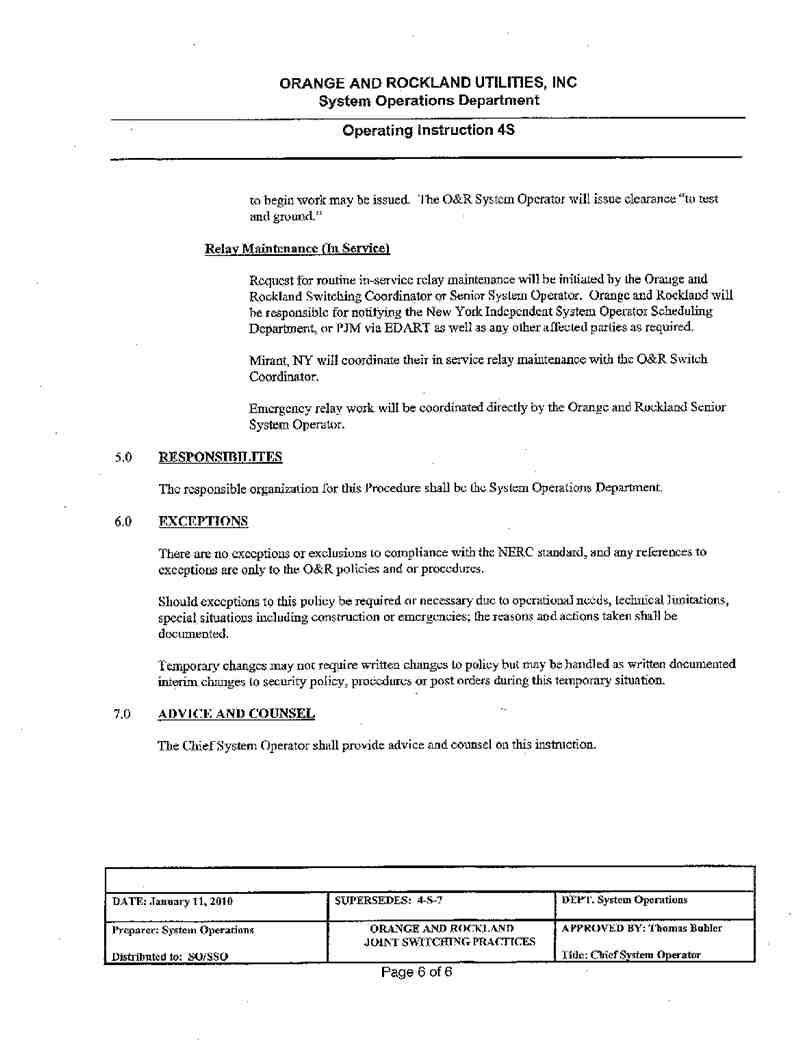 ORANGE AND ROCKLAND UTILITIES, INC
System Operations Department
Operating Instruction 4S
to begin work may be issued. The O&R System Operator will issue clearance "to test
and ground."
Relay Maintenance (In Service)
Request for routine in-service relay maintenance will be initiated by the Orange and
Rockland Switching Coordinator or Senior System Operator. Orange and Rockland will
be responsible for notifying the New York Independent System Operator Scheduling
Department, or PJM via EDART as well as any other affected parties as required.
Mirant, NY will coordinate their in service relay maintenance with the O&R Switch
Coordinator.
Emergency relay work will be coordinated directly by the Orange and Rockland Senior
System Operator.
5.0 RESPONSIBILITES
The responsible organization for this Procedure shall be the System Operations Department.
6.0 EXCEPTIONS
There are no exceptions or exclusions to compliance with the NERC standard, and any references to
exceptions are only to the O&R policies and or procedures.
Should exceptions to this policy be required or necessary due to operational needs, technical limitations,
special situations including construction or emergencies; the reasons and actions taken shall be
documented.
Temporary changes may not require written changes to policy but may be handled as written documented
interim changes to security policy, procedures or post orders during this temporary situation.
7.0 ADVICE AND COUNSEL
The Chief System Operator shall provide advice and counsel on this instruction.
DATE: January 11, 2010 SUPERSEDES: 4-S-7 DEPT. System Operations
Preparer: System Operations ORANGE AND ROCKLAND APPROVED BY: Thomas Buhler
JOINT SWITCHING PRACTICES
Distributed to: SO/SSO Title: Chief System Operator
Page 6 of 6